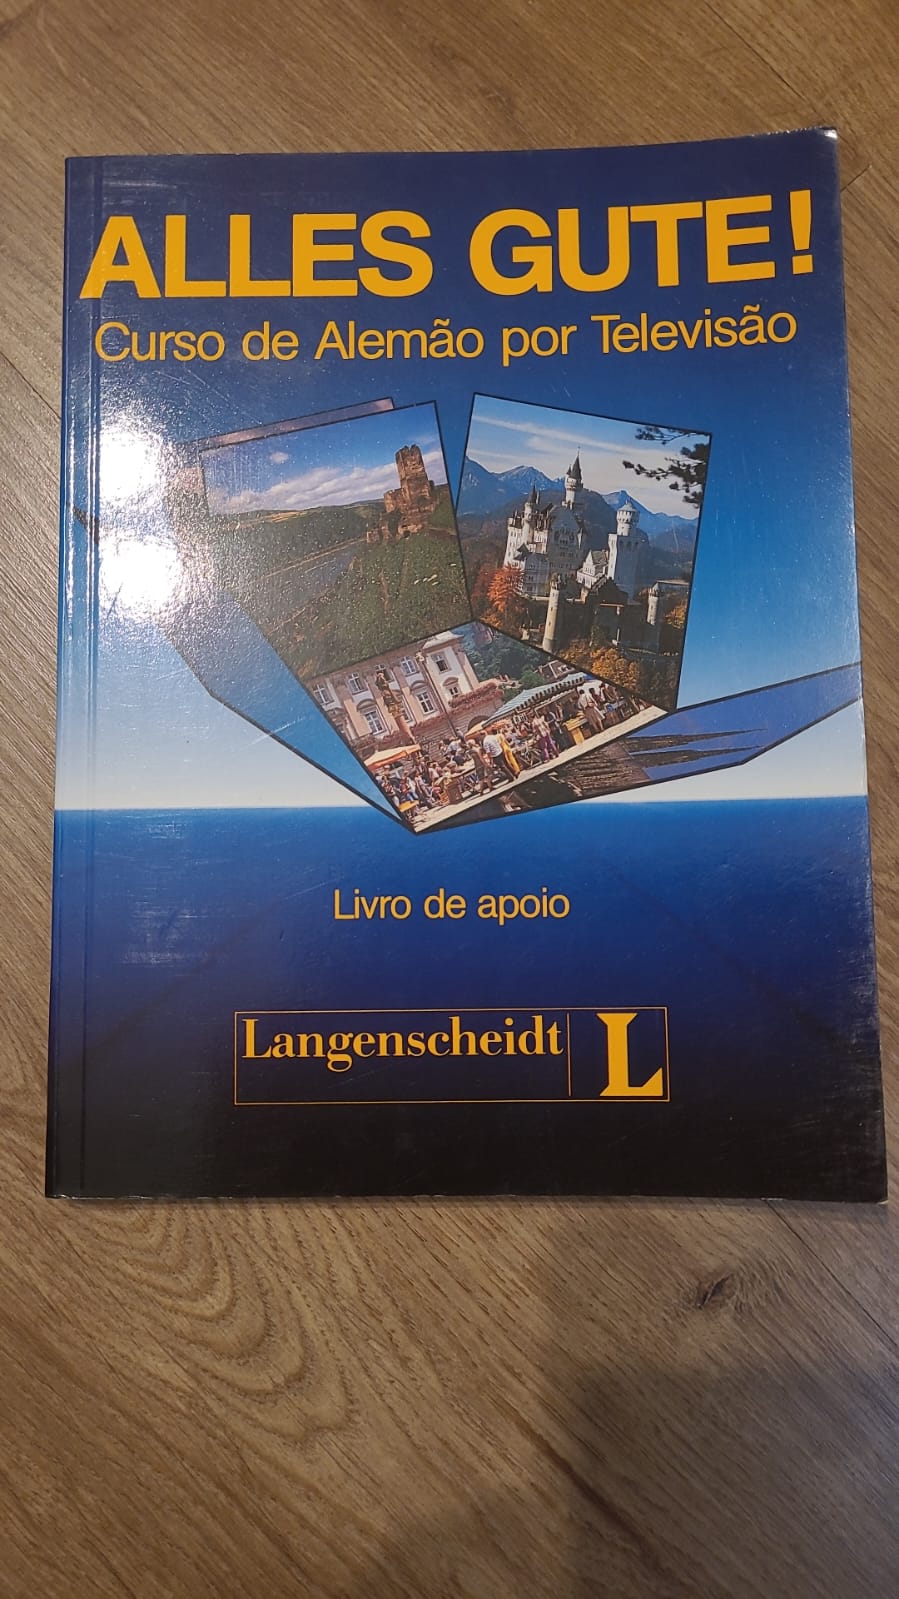 ALLES GUTE!
Curso de Alemão por Televisão
Livro de apoio
Langenscheidt L